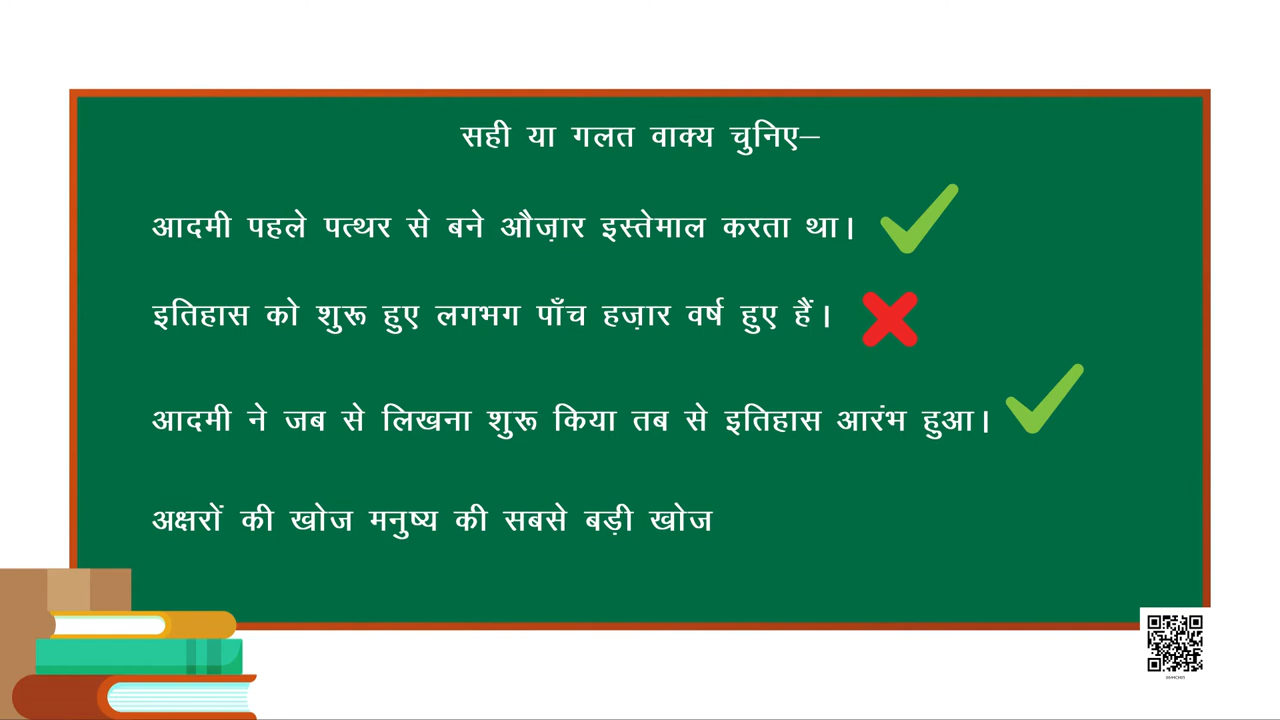 सही या गलत वाक्य चुनिए–
आदमी पहले पत्थर से बने औज़ार इस्तेमाल करता था।
इतिहास को शुरू हुए लगभग पाँच हज़ार वर्ष हुए हैं।
आदमी ने जब से लिखना शुरू किया तब से इतिहास आरंभ हुआ।
अक्षरों की खोज मनुष्य की सबसे बड़ी खोज